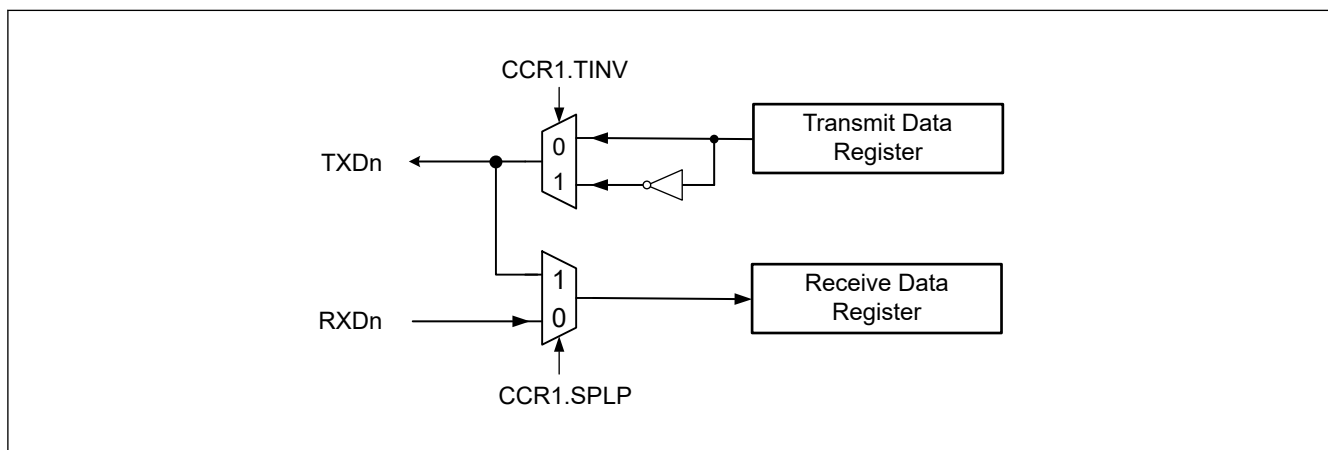 CCR1.TINV
Transmit Data
Register
0
TXDn
1
1
Receive Data
Register
RXDn
0
CCR1.SPLP